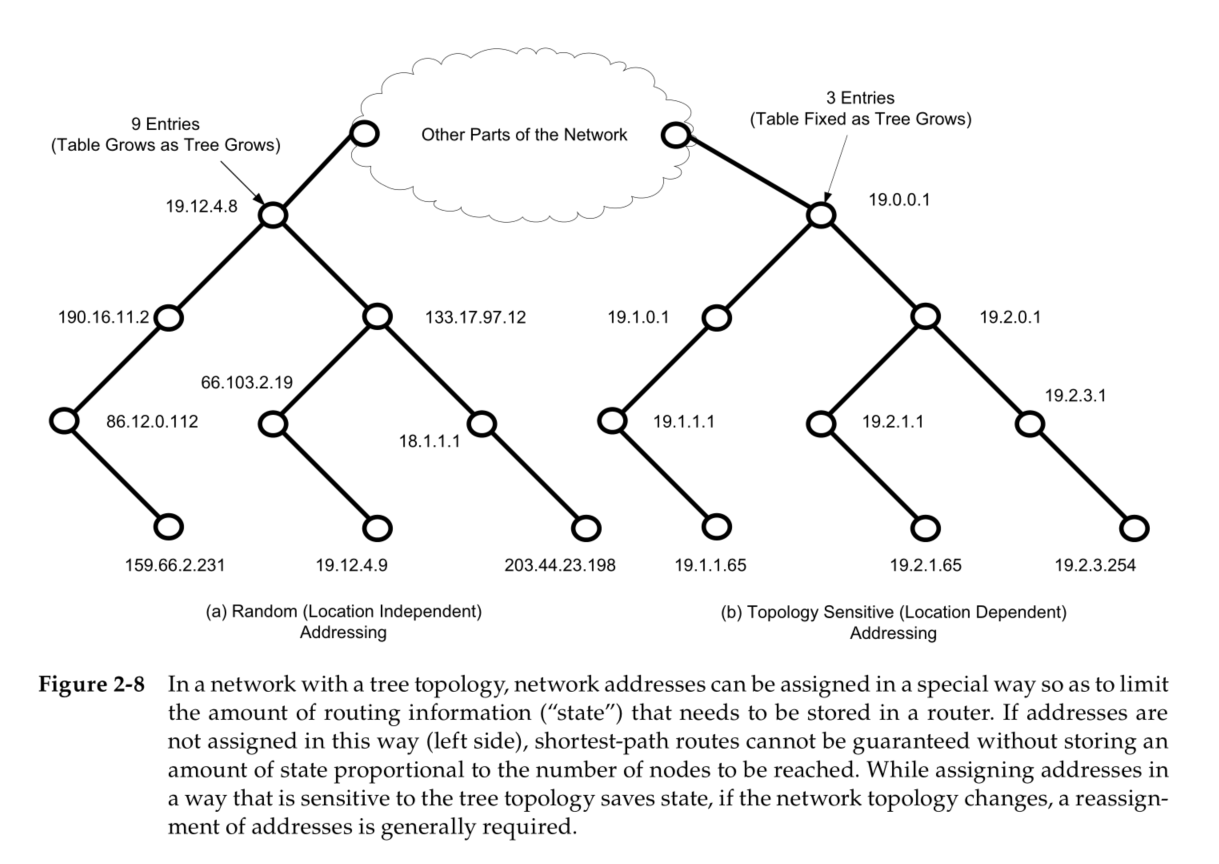 9 Entries
(Table Grows as Tree Grows)
Other Parts of the Network
3 Entries
(Table Fixed as Tree Grows)
19.12.4.8
19.0.0.1
190.16.11.2
133.17.97.12
19.1.0.1
19.2.0.1
66.103.2.19
19.2.3.1
86.12.0.112
18.1.1.1
19.1.1.1
19.2.1.1
159.66.2.231
19.12.4.9
203.44.23.198
19.1.1.65
19.2.1.65
19.2.3.254
(a) Random (Location Independent)
Addressing
(b) Topology Sensitive (Location Dependent)
Addressing
Figure 2-8 In a network with a tree topology, network addresses can be assigned in a special way so as to limit
the amount of routing information (“state”) that needs to be stored in a router. If addresses are
not assigned in this way (left side), shortest-path routes cannot be guaranteed without storing an
amount of state proportional to the number of nodes to be reached. While assigning addresses in
a way that is sensitive to the tree topology saves state, if the network topology changes, a reassign-
ment of addresses is generally required.